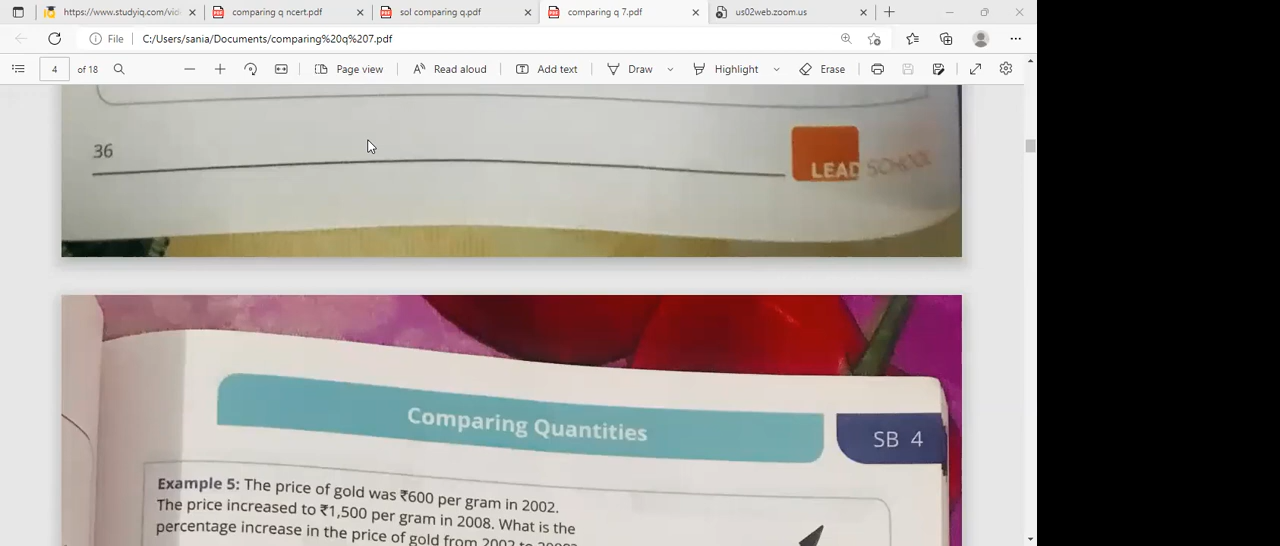 https://www.studyiq.com/vid
comparing q ncert.pdf
sol comparing q.pdf
comparing q 7.pdf
us02web.zoom.us
File
C:/Users/sania/Documents/comparing%20q%207.pdf
4 of 18
Page view
Read aloud
Add text
Draw
Highlight
Erase
36
LEAD SCHOOL
Comparing Quantities
SB 4
Example 5: The price of gold was ₹600 per gram in 2002.
The price increased to ₹1,500 per gram in 2008. What is the
percentage increase in the price of gold from 2002 to 2008?